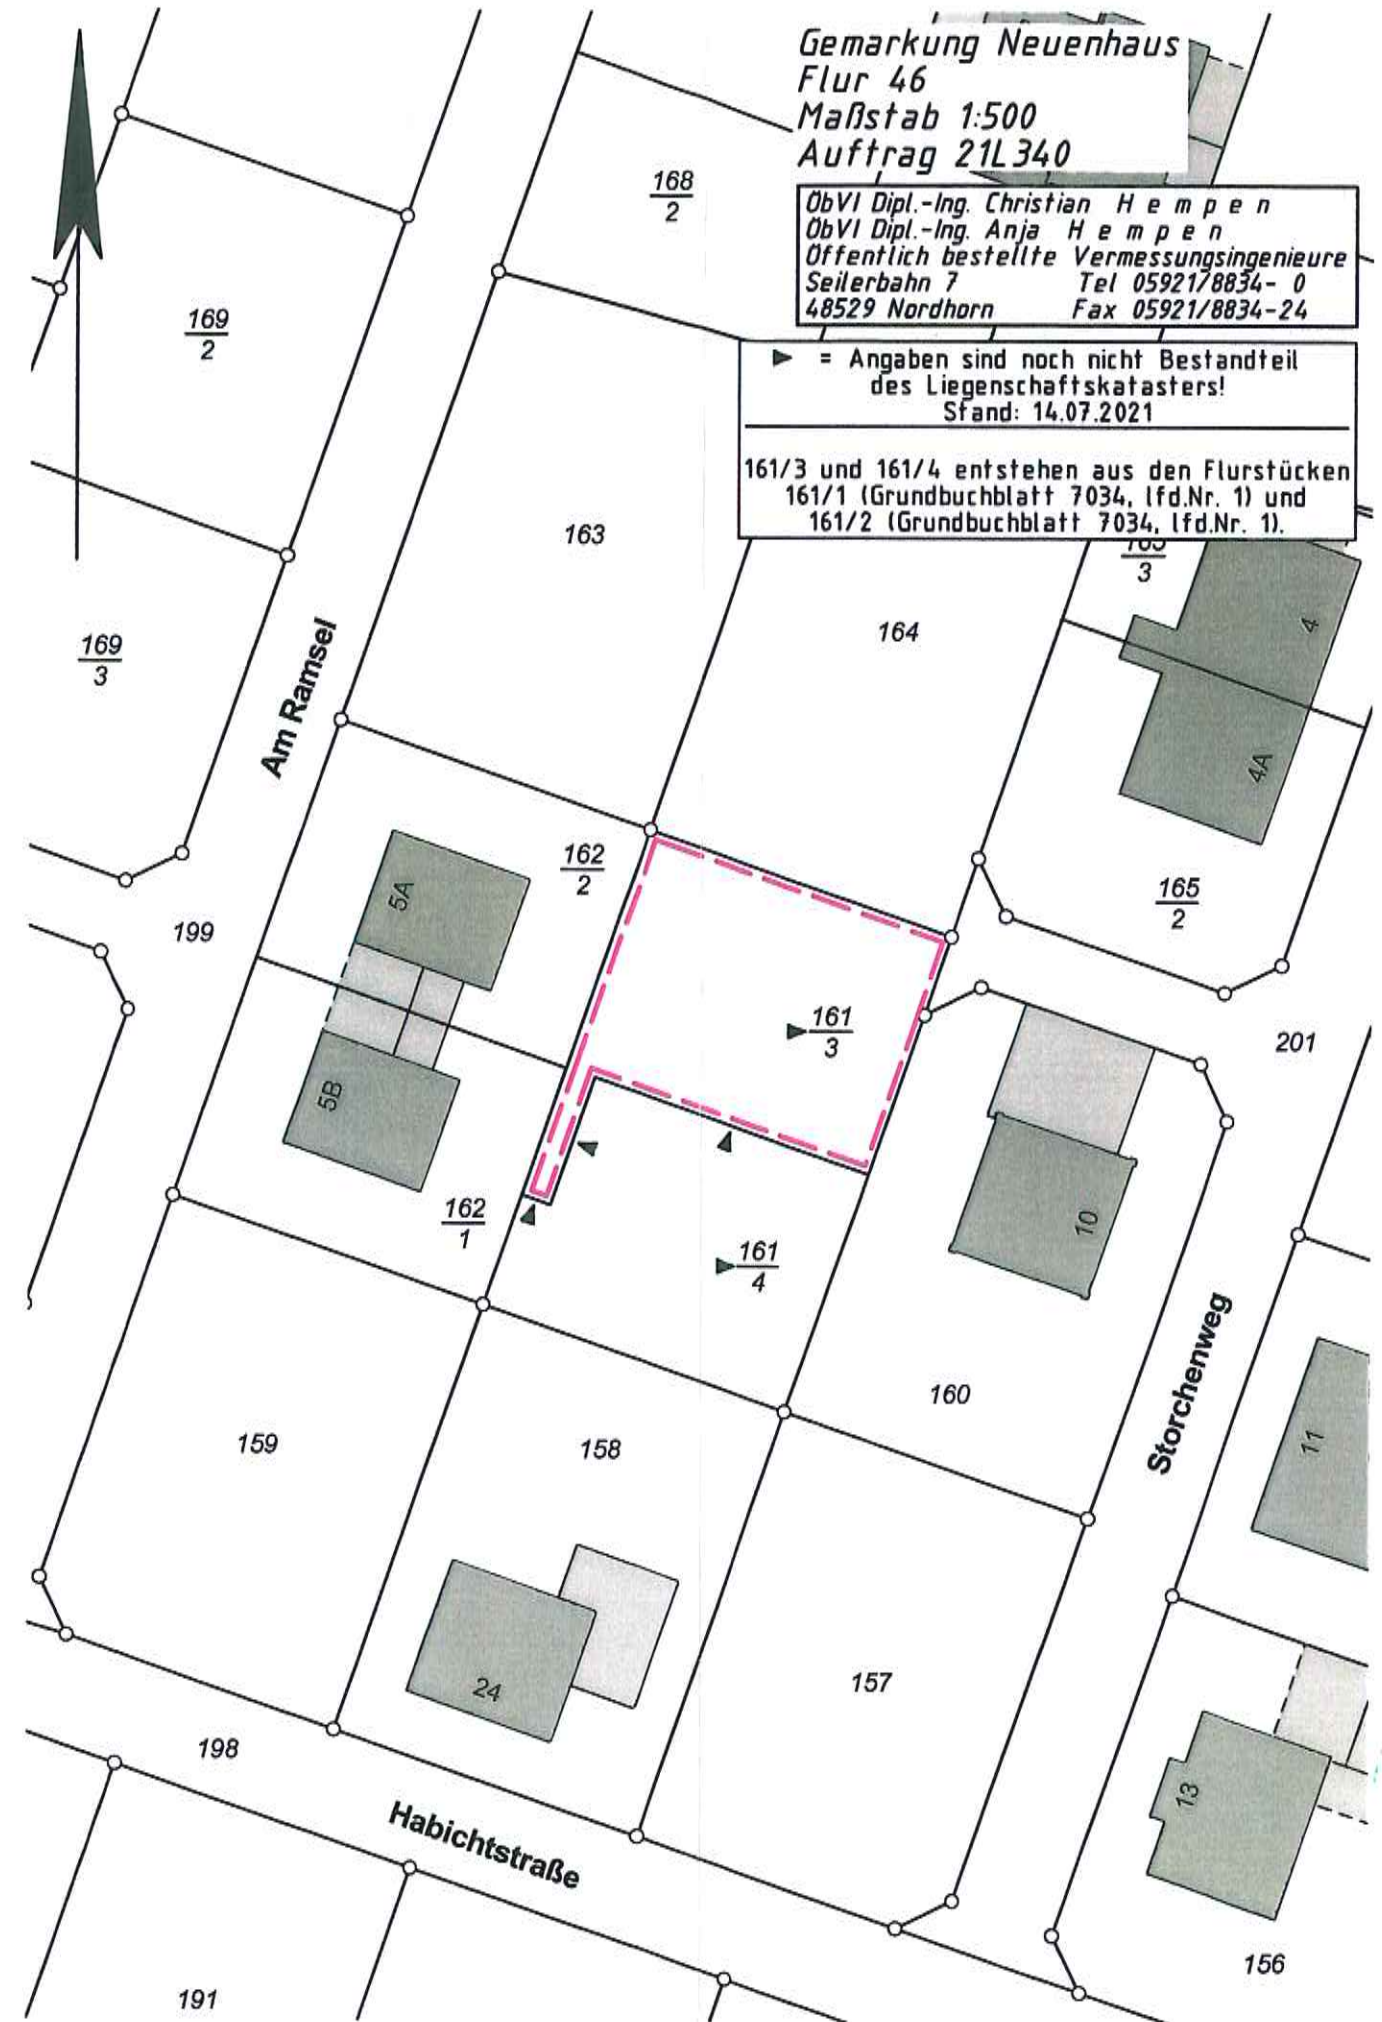 Gemarkung Neuenhaus
Flur 46
Maßstab 1:500
Auftrag 21L340
ÖbVI Dipl.-Ing. Christian H e m p e n
ÖbVI Dipl.-Ing. Anja H e m p e n
Öffentlich bestellte Vermessungsingenieure
Seilerbahn 7 Tel 05921/8834- 0
48529 Nordhorn Fax 05921/8834-24
► = Angaben sind noch nicht Bestandteil
des Liegenschaftskatasters!
Stand: 14.07.2021
161/3 und 161/4 entstehen aus den Flurstücken
161/1 (Grundbuchblatt 7034, lfd.Nr. 1) und
161/2 (Grundbuchblatt 7034, lfd.Nr. 1).
168
2
169
2
163
165
3
164
4
169
3
Am Ramsel
4A
162
2
5A
165
2
199
161
3
201
5B
162
1
10
161
4
160
Storchenweg
159
158
11
157
24
198
13
Habichtstraße
156
191